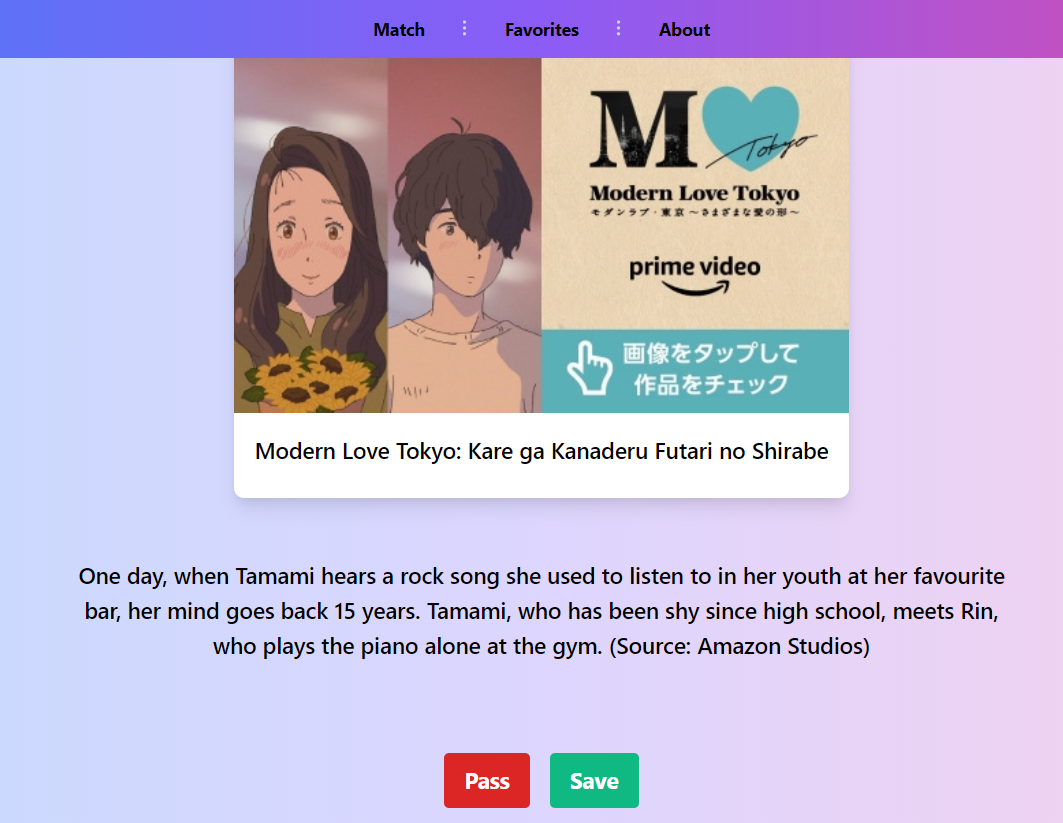 Match
Favorites
About
M Tokyo
Modern Love Tokyo
モダンラブ・東京 ～さまざまな愛の形～
prime video
画像をタップして
作品をチェック
Modern Love Tokyo: Kare ga Kanaderu Futari no Shirabe
One day, when Tamami hears a rock song she used to listen to in her youth at her favourite
bar, her mind goes back 15 years. Tamami, who has been shy since high school, meets Rin,
who plays the piano alone at the gym. (Source: Amazon Studios)
Pass
Save